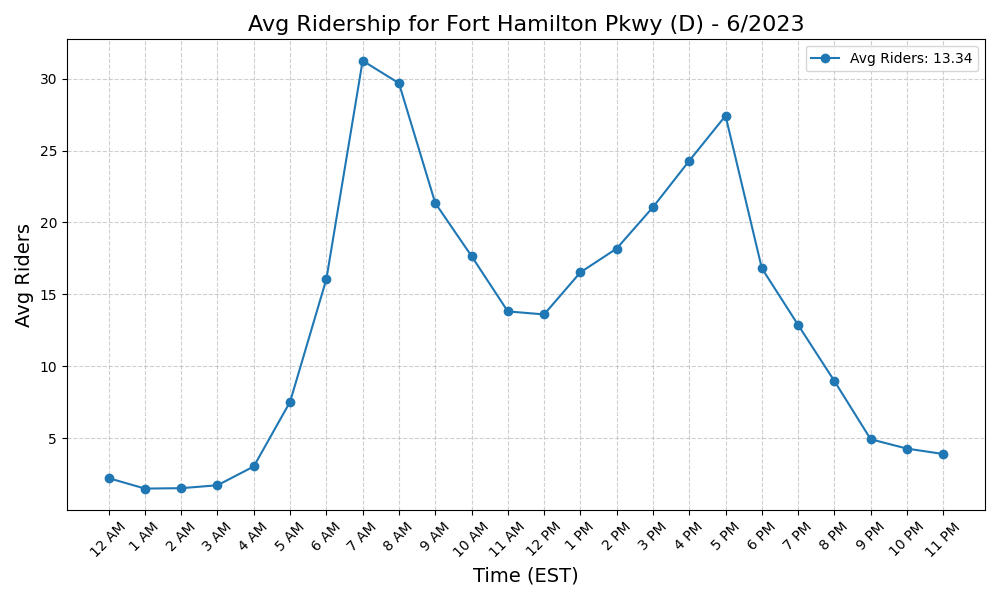 Avg Ridership for Fort Hamilton Pkwy (D) - 6/2023
Avg Riders: 13.34
Avg Riders
30
25
20
15
10
5
12 AM
1 AM
2 AM
3 AM
4 AM
5 AM
6 AM
7 AM
8 AM
9 AM
10 AM
11 AM
12 PM
1 PM
2 PM
3 PM
4 PM
5 PM
6 PM
7 PM
8 PM
9 PM
10 PM
11 PM
Time (EST)